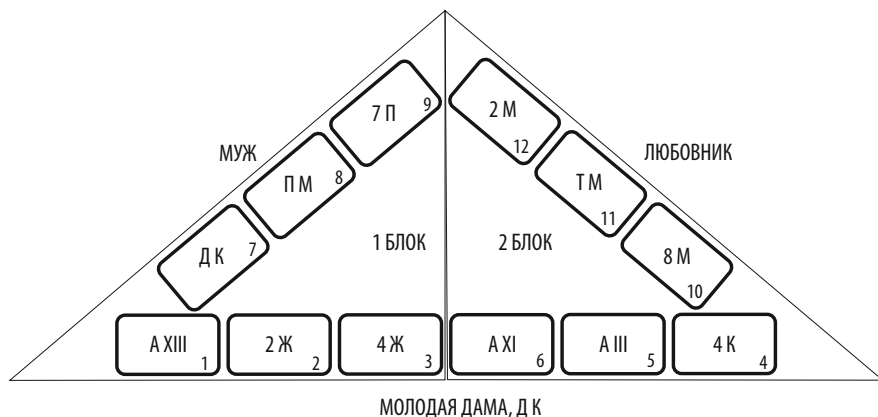 7 П 9
2 М 12
МУЖ
П М 8
Т М 11
ЛЮБОВНИК
Д К 7
1 БЛОК
2 БЛОК
8 М 10
А XIII 1
2 Ж 2
4 Ж 3
А XI 6
А III 5
4 К 4
МОЛОДАЯ ДАМА, Д К